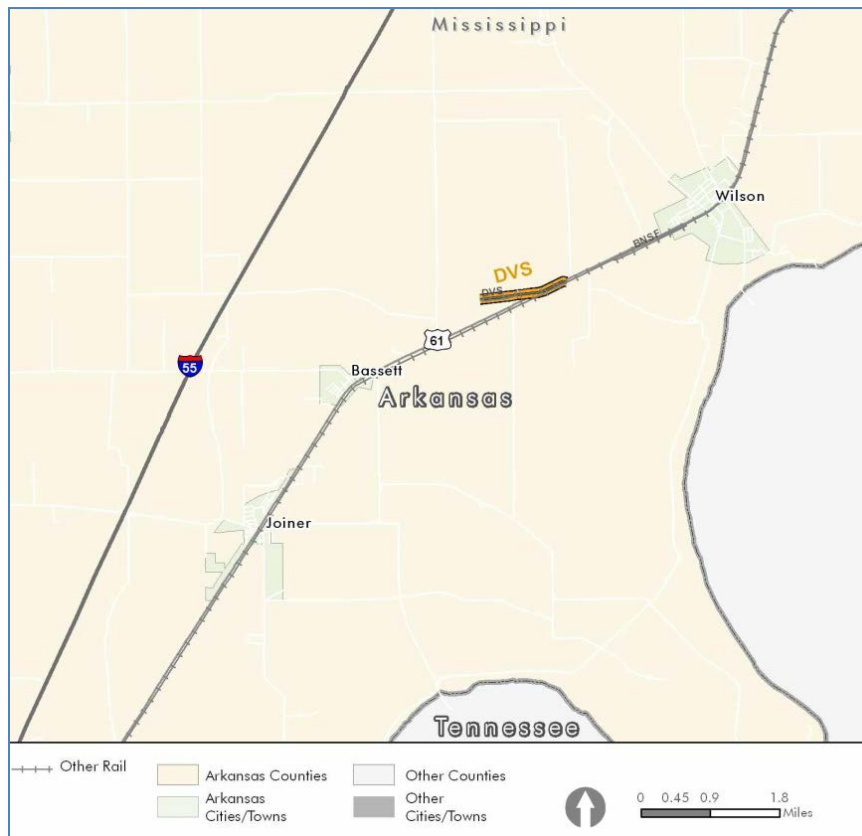 Mississippi
Wilson
BNSF
DVS
DVS
61
55
Bassett
Arkansas
Joiner
Tennessee
Other Rail
Arkansas Counties
Other Counties
Arkansas
Cities/Towns
Other
Cities/Towns
0 0.45 0.9 1.8
Miles